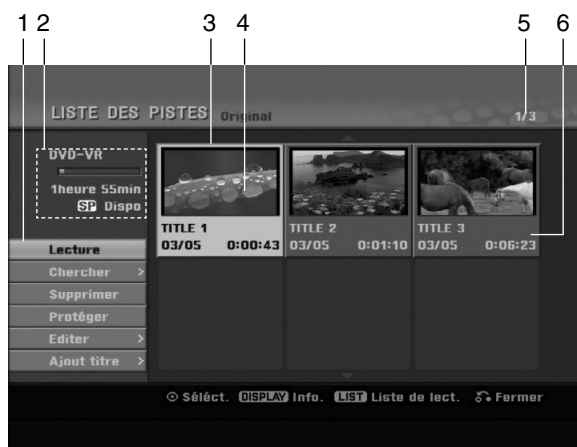 1 2 3 4 5 6
LISTE DES PISTES Original 1/3
DVD-VR
1heure 55min
SP Dispo
Lecture
Chercher >
Supprimer
Protéger
Editer >
Ajout titre >
TITLE 1
03/05 0:00:43
TITLE 2
03/05 0:01:10
TITLE 3
03/05 0:06:23
Séléct. DISPLAY Info. LIST Liste de lect. Fermer